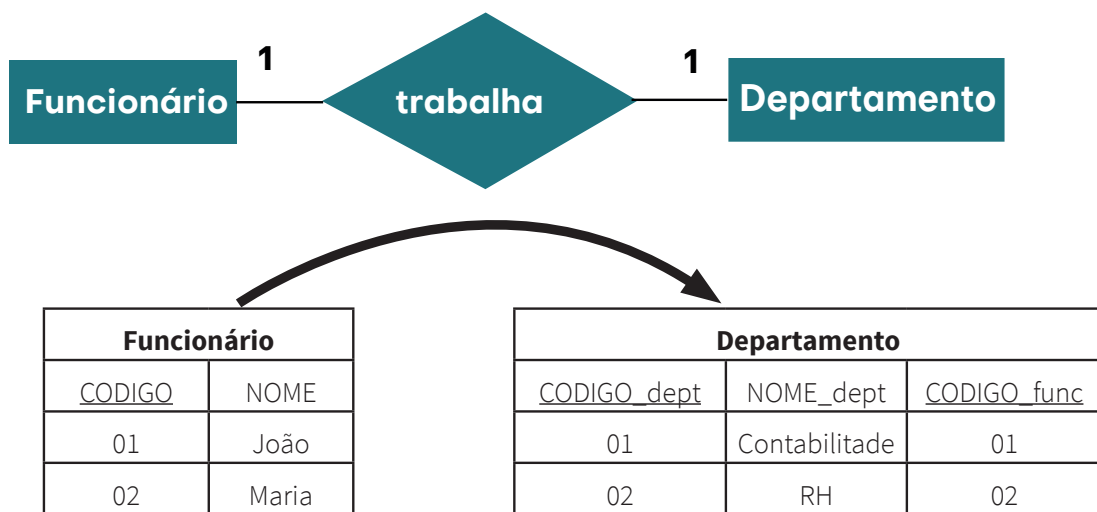 1 1
Funcionário trabalha Departamento
Funcionário Departamento
CODIGO NOME CODIGO_dept NOME_dept CODIGO_func
01 João 01 Contabilitade 01
02 Maria 02 RH 02